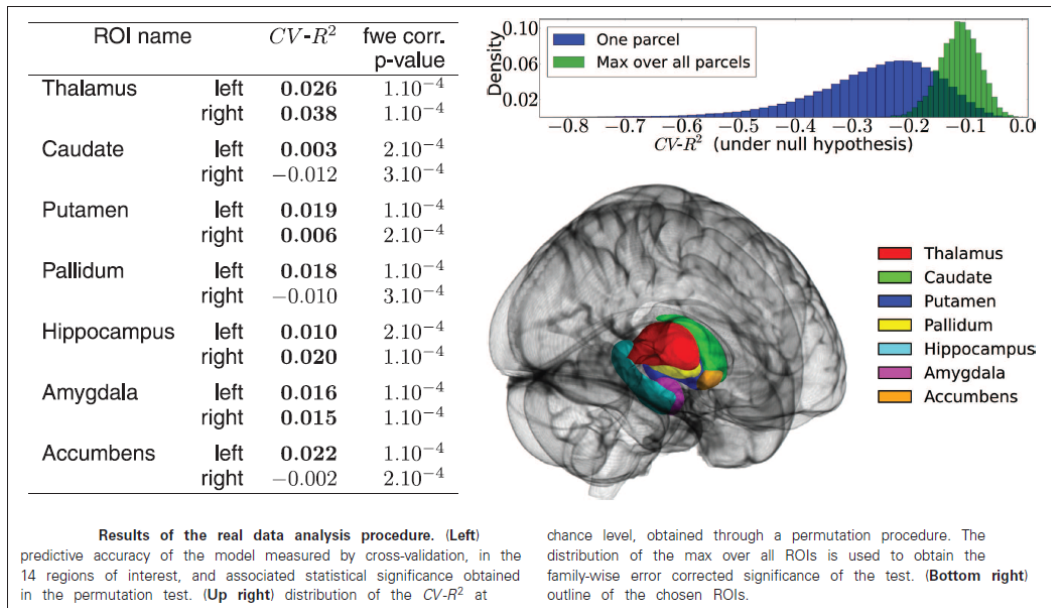 ROI name CV-R² fwe corr.
p-value
Thalamus left 0.026 1.10⁻⁴
right 0.038 1.10⁻⁴
Caudate left 0.003 2.10⁻⁴
right −0.012 3.10⁻⁴
Putamen left 0.019 1.10⁻⁴
right 0.006 2.10⁻⁴
Pallidum left 0.018 1.10⁻⁴
right −0.010 3.10⁻⁴
Hippocampus left 0.010 2.10⁻⁴
right 0.020 1.10⁻⁴
Amygdala left 0.016 1.10⁻⁴
right 0.015 1.10⁻⁴
Accumbens left 0.022 1.10⁻⁴
right −0.002 2.10⁻⁴
Density
0.10
0.06
0.02
One parcel
Max over all parcels
−0.8 −0.7 −0.6 −0.5 −0.4 −0.3 −0.2 −0.1 0.0
CV-R² (under null hypothesis)
Thalamus
Caudate
Putamen
Pallidum
Hippocampus
Amygdala
Accumbens
Results of the real data analysis procedure. (Left)
predictive accuracy of the model measured by cross-validation, in the
14 regions of interest, and associated statistical significance obtained
in the permutation test. (Up right) distribution of the CV-R² at
chance level, obtained through a permutation procedure. The
distribution of the max over all ROIs is used to obtain the
family-wise error corrected significance of the test. (Bottom right)
outline of the chosen ROIs.